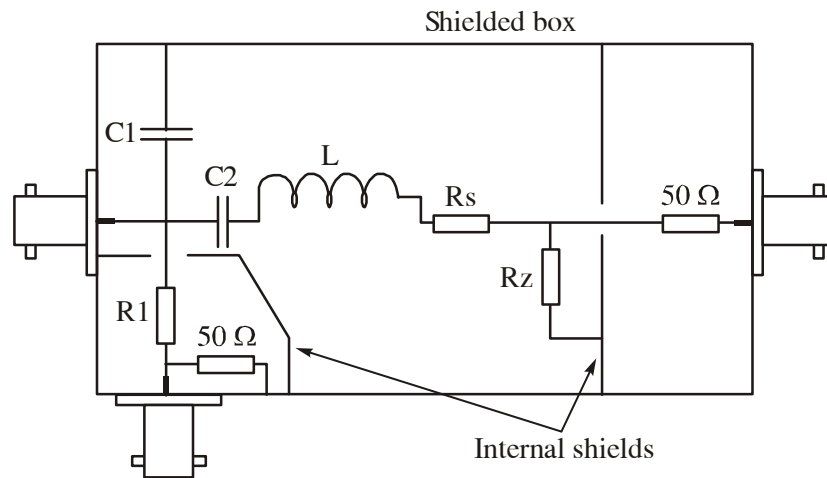 Shielded box
C1
C2
L
Rs
50 Ω
Rz
R1
50 Ω
Internal shields